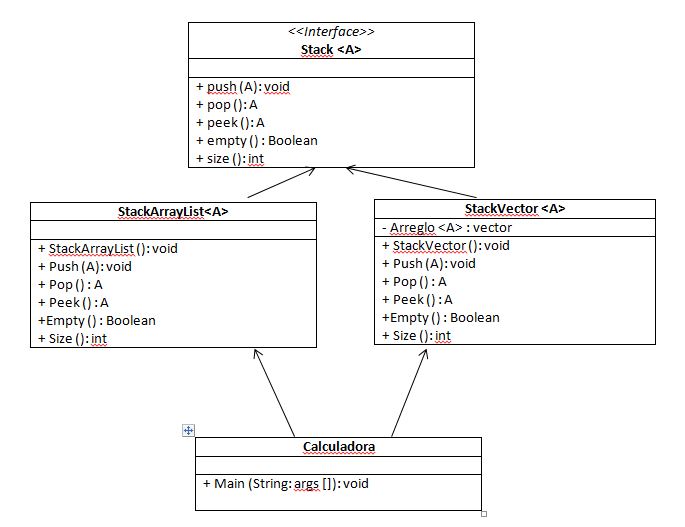 <<Interface>>
Stack <A>
+ push (A): void
+ pop (): A
+ peek (): A
+ empty () : Boolean
+ size (): int
StackArrayList<A>
+ StackArrayList (): void
+ Push (A): void
+ Pop () : A
+ Peek () : A
+Empty () : Boolean
+ Size (): int
StackVector <A>
- Arreglo <A> : vector
+ StackVector (): void
+ Push (A): void
+ Pop () : A
+ Peek () : A
+Empty () : Boolean
+ Size (): int
Calculadora
+ Main (String: args []): void